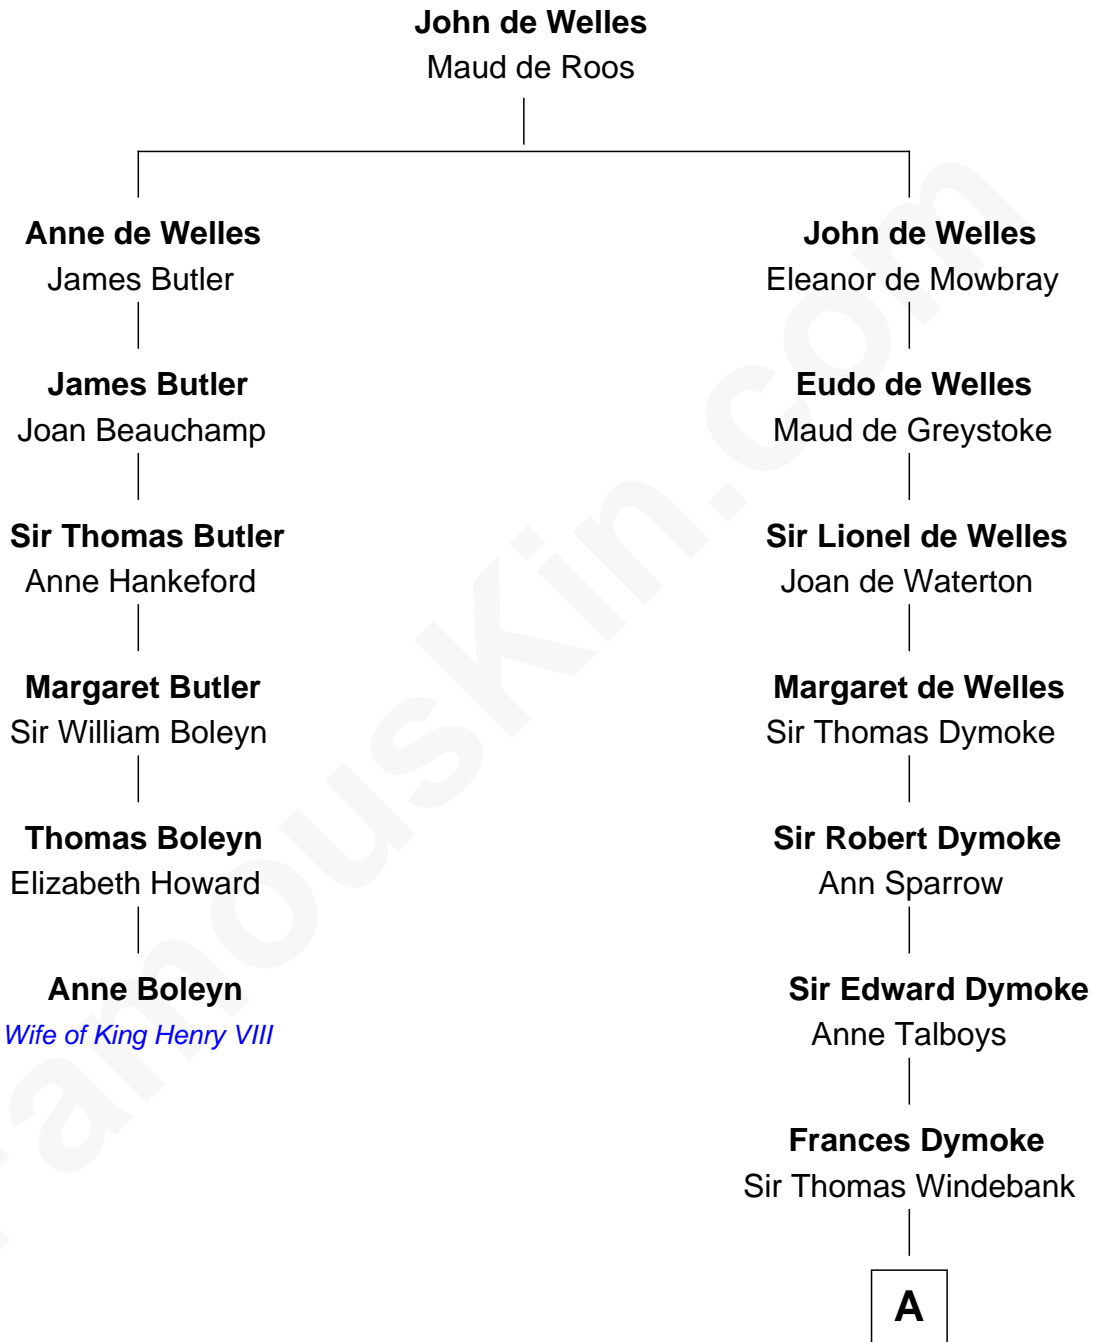 John de Welles
Maud de Roos
Anne de Welles
James Butler
John de Welles
Eleanor de Mowbray
James Butler
Joan Beauchamp
Eudo de Welles
Maud de Greystoke
Sir Thomas Butler
Anne Hankeford
Sir Lionel de Welles
Joan de Waterton
Margaret Butler
Sir William Boleyn
Margaret de Welles
Sir Thomas Dymoke
Thomas Boleyn
Elizabeth Howard
Sir Robert Dymoke
Ann Sparrow
Anne Boleyn
Wife of King Henry VIII
Sir Edward Dymoke
Anne Talboys
Frances Dymoke
Sir Thomas Windebank
A
FamousKin.com